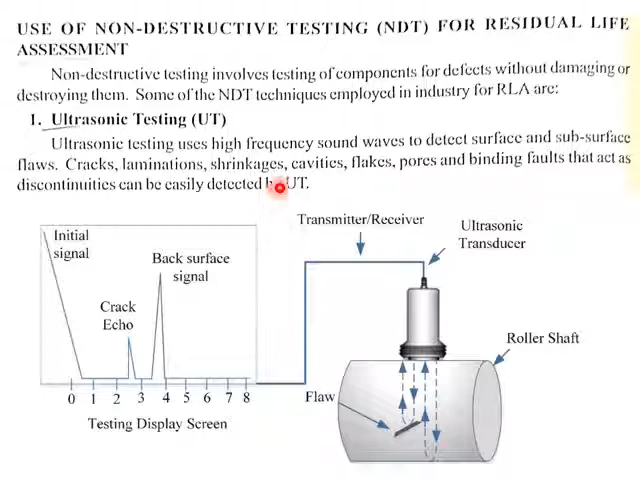 USE OF NON-DESTRUCTIVE TESTING (NDT) FOR RESIDUAL LIFE
ASSESSMENT
Non-destructive testing involves testing of components for defects without damaging or
destroying them. Some of the NDT techniques employed in industry for RLA are:
1. Ultrasonic Testing (UT)
Ultrasonic testing uses high frequency sound waves to detect surface and sub-surface
flaws. Cracks, laminations, shrinkages, cavities, flakes, pores and binding faults that act as
discontinuities can be easily detected UT.
Initial
signal
Back surface
signal
Crack
Echo
0 1 2 3 4 5 6 7 8
Testing Display Screen
Transmitter/Receiver
Ultrasonic
Transducer
Roller Shaft
Flaw